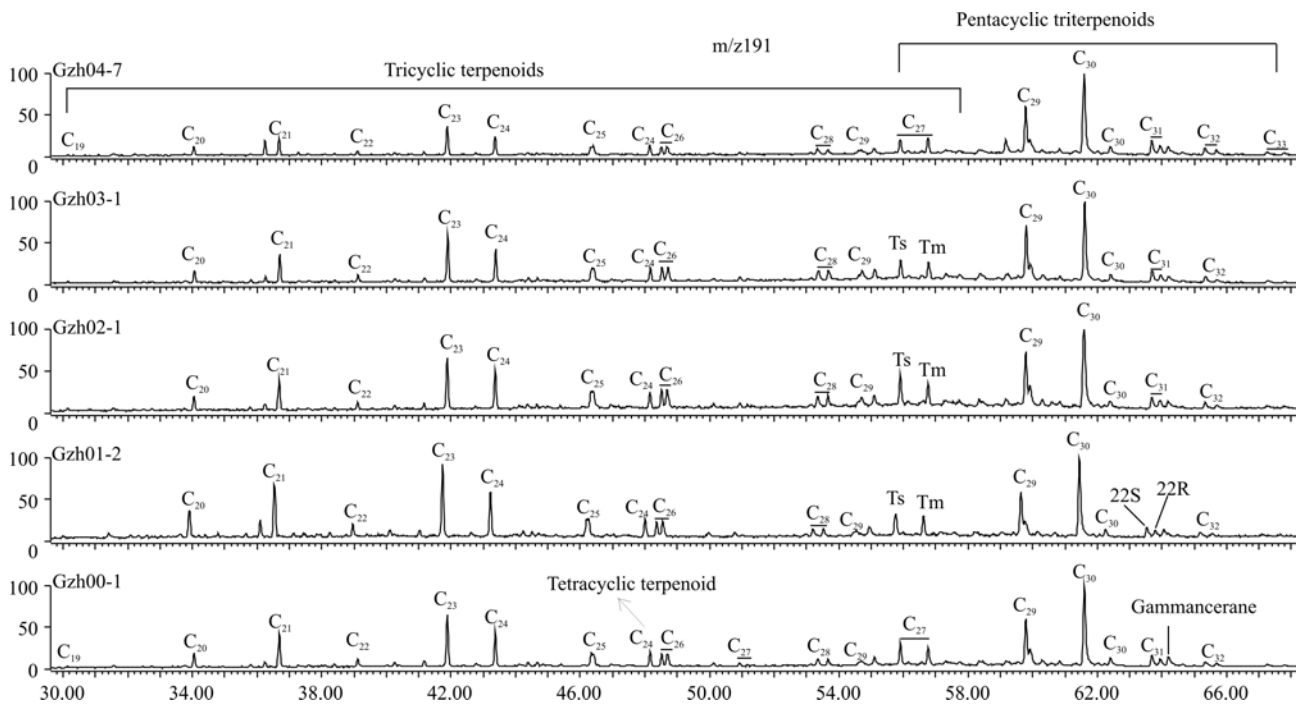 Pentacyclic triterpenoids
m/z191
Tricyclic terpenoids
Gzh04-7
100
50
0
C19 C20 C21 C22 C23 C24 C25 C24 C26 C28 C29 C27 C29 C30 C30 C31 C32 C33
Gzh03-1
100
50
0
C20 C21 C22 C23 C24 C25 C24 C26 C28 C29 Ts Tm C29 C30 C30 C31 C32
Gzh02-1
100
50
0
C20 C21 C22 C23 C24 C25 C24 C26 C28 C29 Ts Tm C29 C30 C30 C31 C32
Gzh01-2
100
50
0
C20 C21 C22 C23 C24 C25 C24 C26 C28 C29 Ts Tm C29 C30 C30 22S 22R C32
Gzh00-1
100
50
0
Tetracyclic terpenoid
Gammancerane
C19 C20 C21 C22 C23 C24 C25 C24 C26 C27 C28 C29 C27 C29 C30 C30 C31 C32
30.00 34.00 38.00 42.00 46.00 50.00 54.00 58.00 62.00 66.00